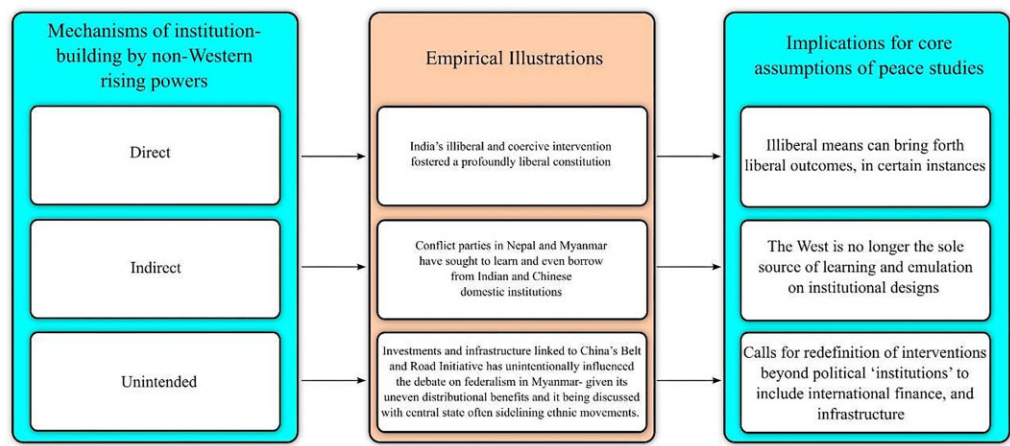 Mechanisms of institution-
building by non-Western
rising powers
Direct
Indirect
Unintended
Empirical Illustrations
India's illiberal and coercive intervention
fostered a profoundly liberal constitution
Conflict parties in Nepal and Myanmar
have sought to learn and even borrow
from Indian and Chinese
domestic institutions
Investments and infrastructure linked to China's Belt
and Road Initiative has unintentionally influenced
the debate on federalism in Myanmar- given its
uneven distributional benefits and it being discussed
with central state often sidelining ethnic movements.
Implications for core
assumptions of peace studies
Illiberal means can bring forth
liberal outcomes, in certain instances
The West is no longer the sole
source of learning and emulation
on institutional designs
Calls for redefinition of interventions
beyond political ‘institutions’ to
include international finance, and
infrastructure